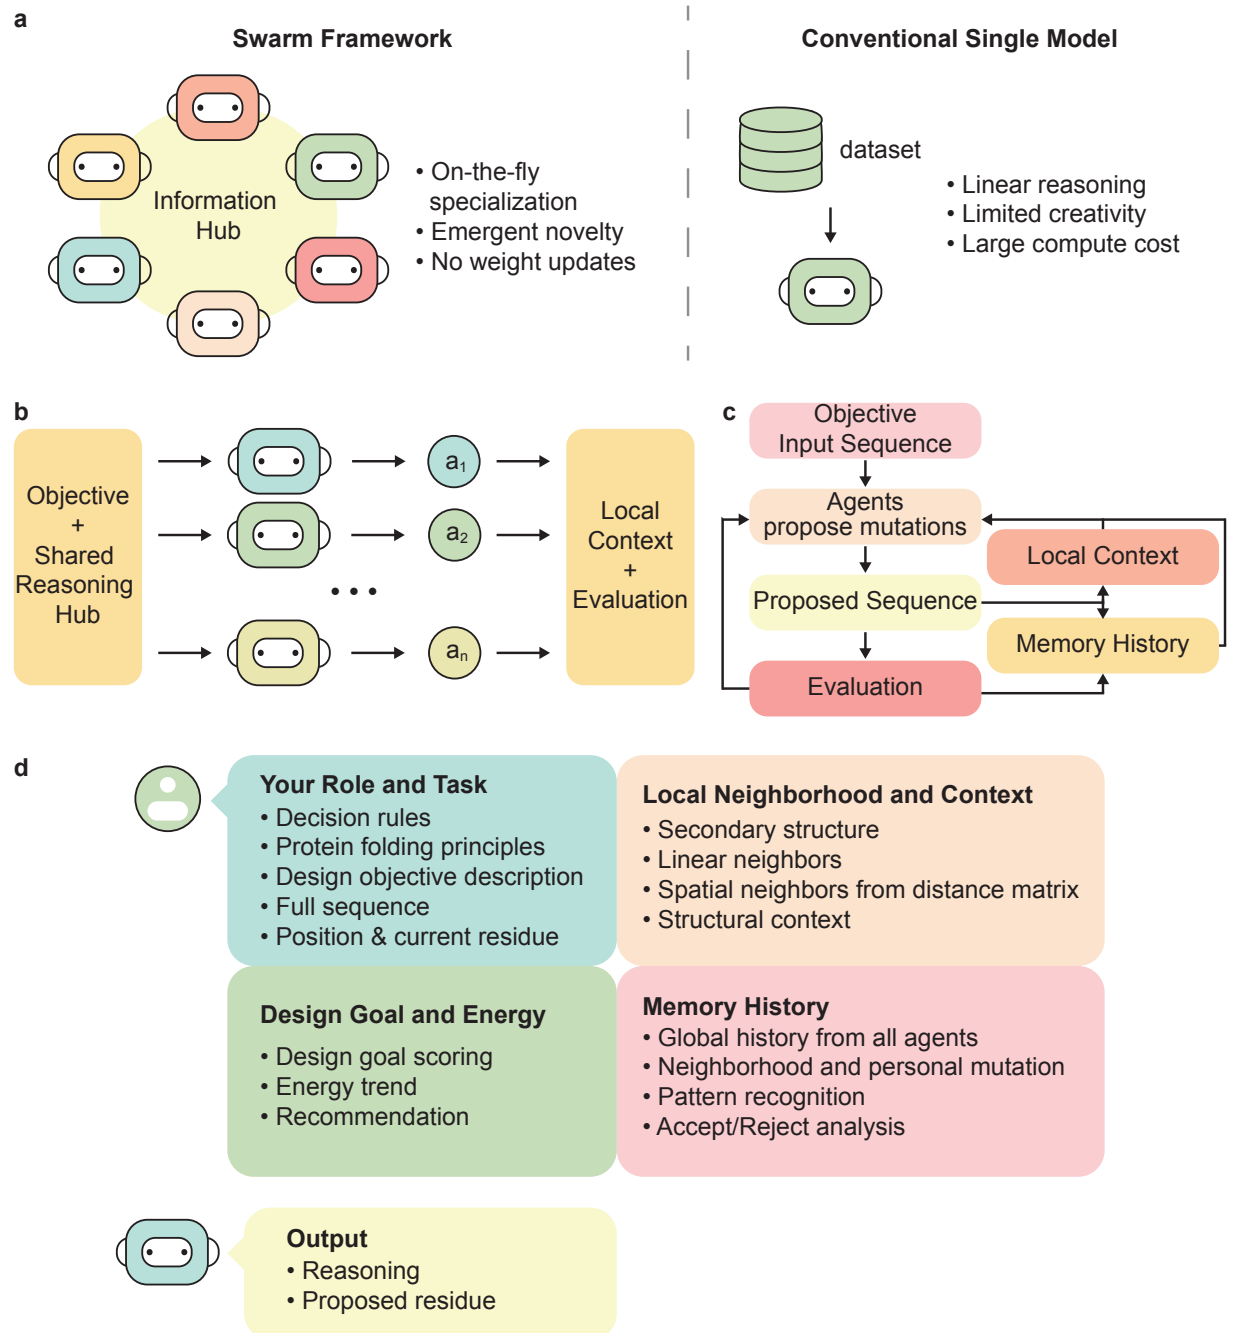 a
Swarm Framework
Conventional Single Model
Information
Hub
• On-the-fly
specialization
• Emergent novelty
• No weight updates
dataset
• Linear reasoning
• Limited creativity
• Large compute cost
b
Objective
+
Shared
Reasoning
Hub
a1
a2
• • •
an
Local
Context
+
Evaluation
c
Objective
Input Sequence
Agents
propose mutations
Local Context
Proposed Sequence
Memory History
Evaluation
d
Your Role and Task
• Decision rules
• Protein folding principles
• Design objective description
• Full sequence
• Position & current residue
Local Neighborhood and Context
• Secondary structure
• Linear neighbors
• Spatial neighbors from distance matrix
• Structural context
Design Goal and Energy
• Design goal scoring
• Energy trend
• Recommendation
Memory History
• Global history from all agents
• Neighborhood and personal mutation
• Pattern recognition
• Accept/Reject analysis
Output
• Reasoning
• Proposed residue